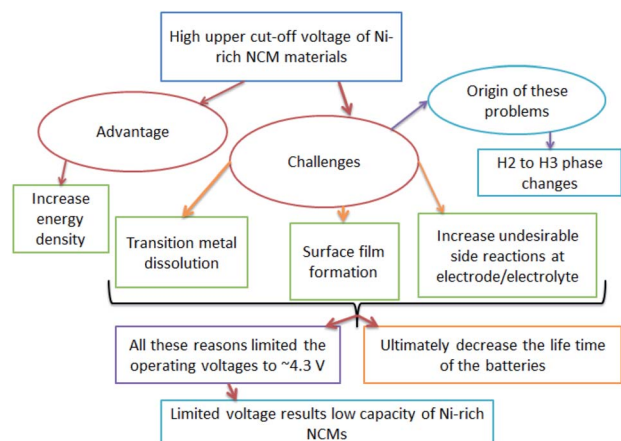 High upper cut-off voltage of Ni-
rich NCM materials
Origin of these
problems
Advantage
Challenges
H2 to H3 phase
changes
Increase
energy
density
Transition metal
dissolution
Surface film
formation
Increase undesirable
side reactions at
electrode/electrolyte
All these reasons limited the
operating voltages to ~4.3 V
Ultimately decrease the life time
of the batteries
Limited voltage results low capacity of Ni-rich
NCMs